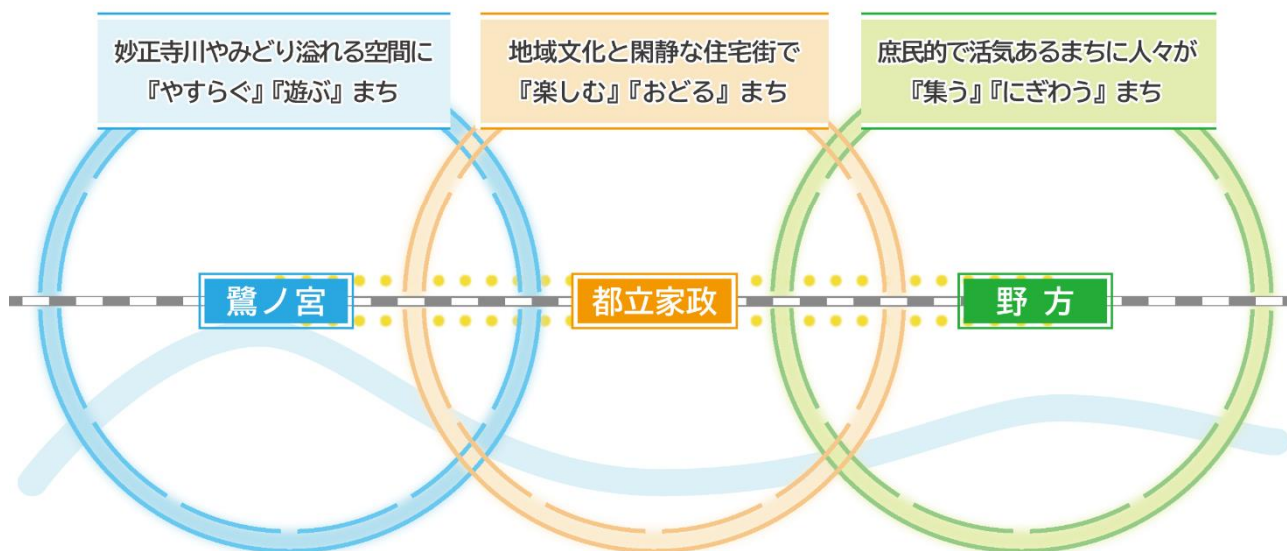 妙正寺川やみどり溢れる空間に
『やすらぐ』『遊ぶ』まち
地域文化と閑静な住宅街で
『楽しむ』『おどる』まち
庶民的で活気あるまちに人々が
『集う』『にぎわう』まち
鷺ノ宮
都立家政
野方